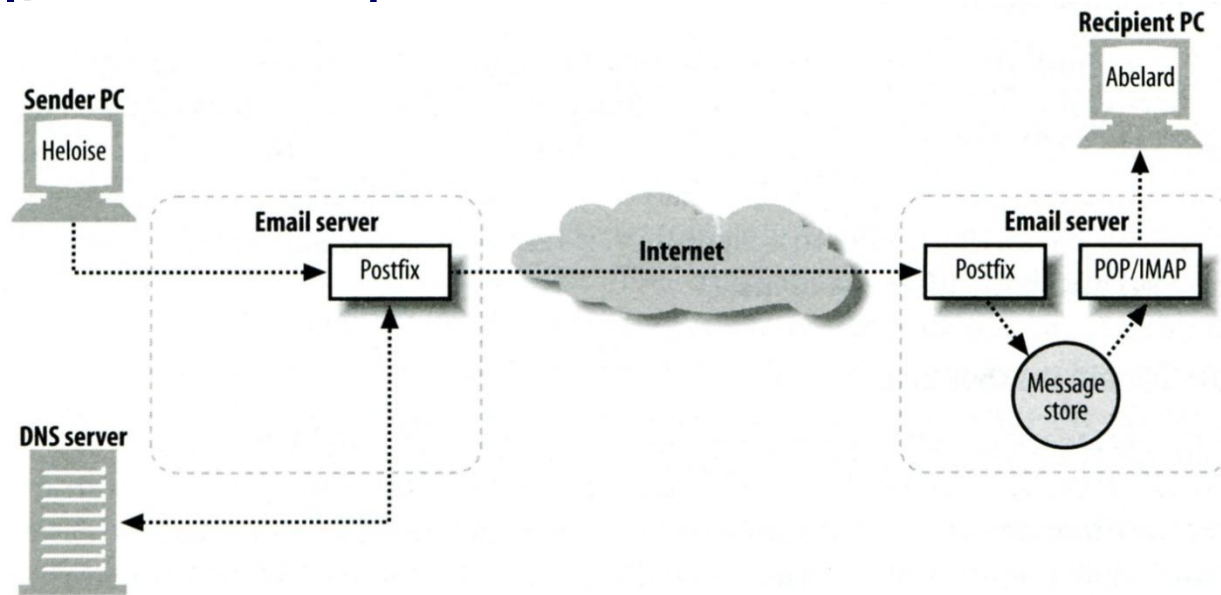 Recipient PC
Abelard
Sender PC
Heloise
Email server
Postfix
Internet
Email server
Postfix
POP/IMAP
Message
store
DNS server